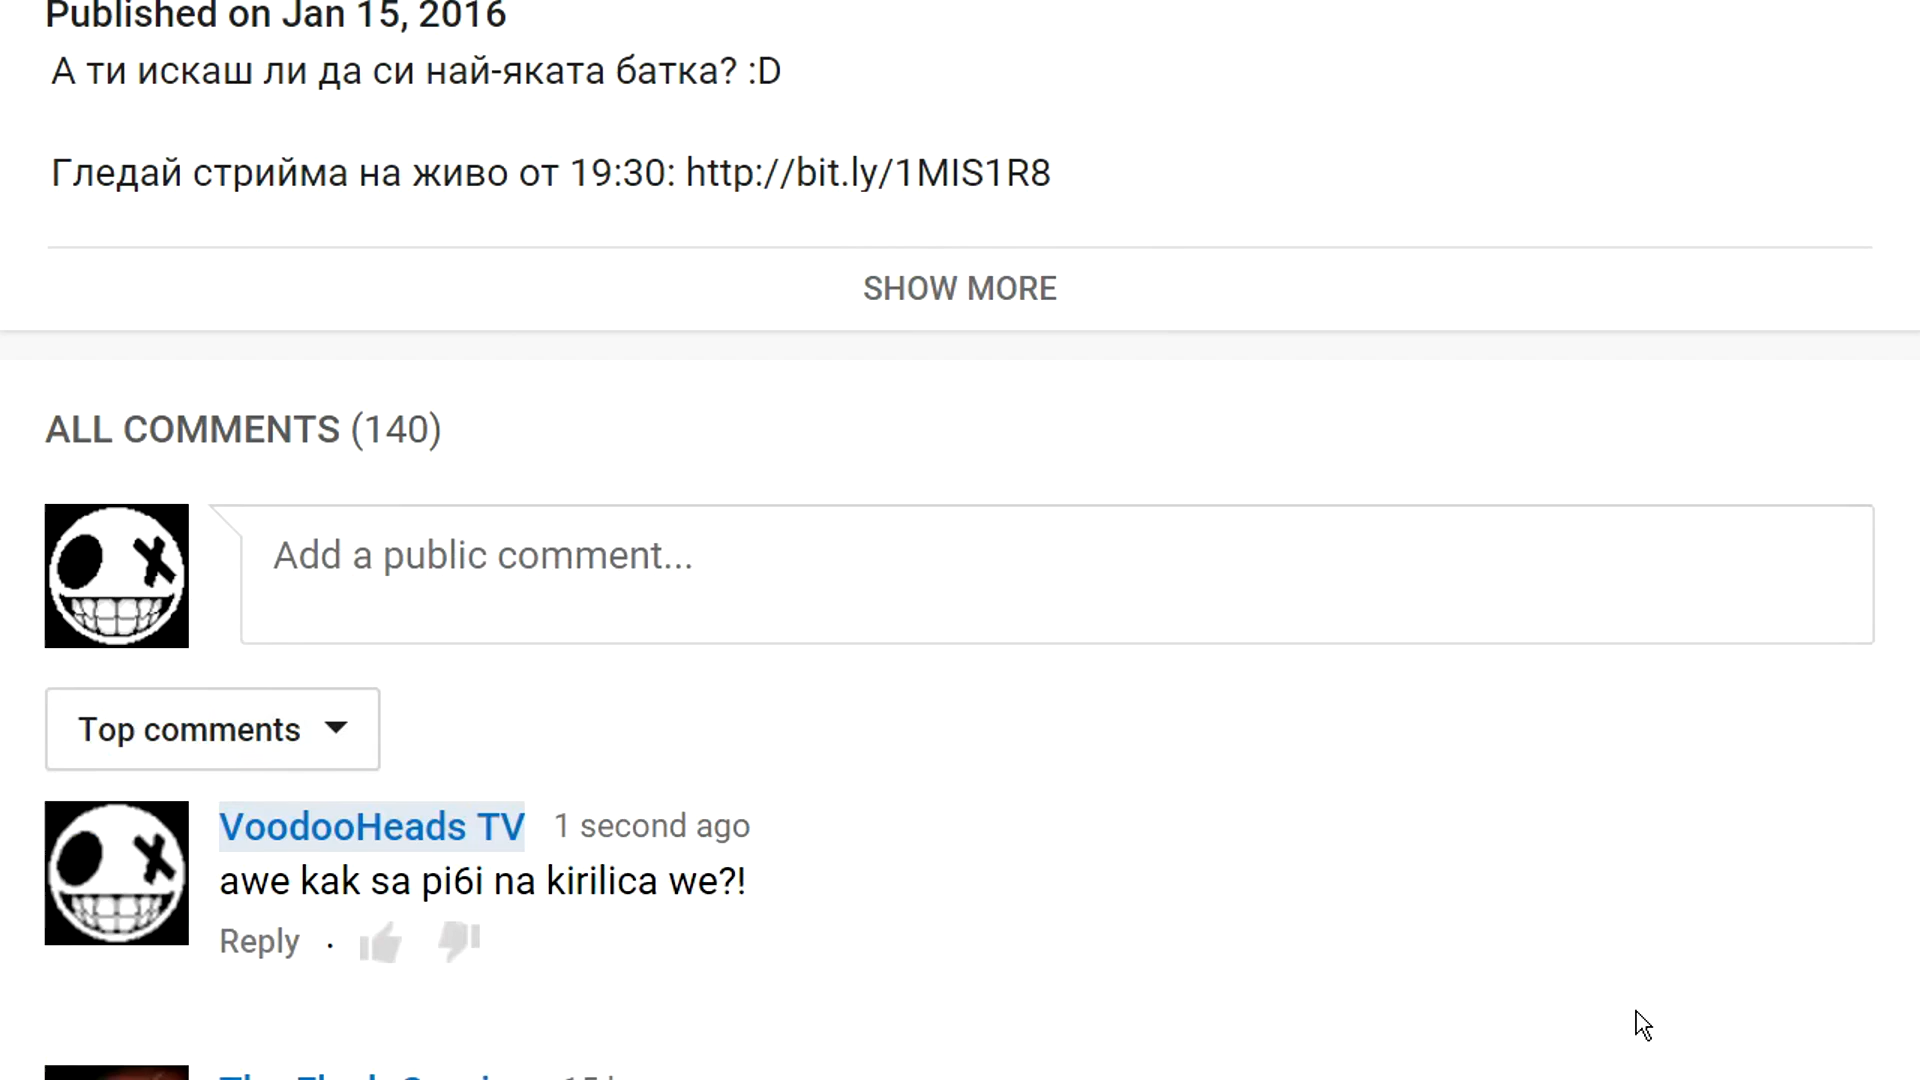 Published on Jan 15, 2016
А ти искаш ли да си най-яката батка? :D
Гледай стрийма на живо от 19:30: http://bit.ly/1MIS1R8
SHOW MORE
ALL COMMENTS (140)
Add a public comment...
Top comments
VoodooHeads TV 1 second ago
awe kak sa pi6i na kirilica we?!
Reply ·